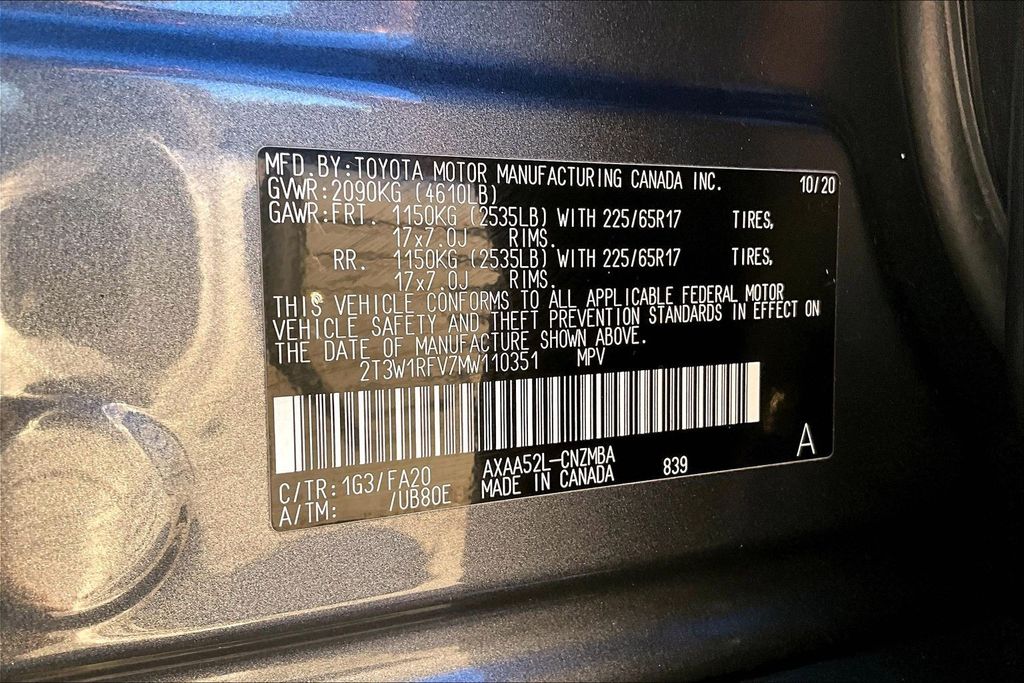 MFD. BY: TOYOTA MOTOR MANUFACTURING CANADA INC. 10/20
GVWR: 2090KG (4610LB)
GAWR: FRT. 1150KG (2535LB) WITH 225/65R17 TIRES,
17x7.0J RIMS.
RR. 1150KG (2535LB) WITH 225/65R17 TIRES,
17x7.0J RIMS.
THIS VEHICLE CONFORMS TO ALL APPLICABLE FEDERAL MOTOR
VEHICLE SAFETY AND THEFT PREVENTION STANDARDS IN EFFECT ON
THE DATE OF MANUFACTURE SHOWN ABOVE.
2T3W1RFV7MW110351 MPV
C/TR: 1G3/FA20 AXAA52L-CNZMBA 839 A
A/TM: /UB80E MADE IN CANADA